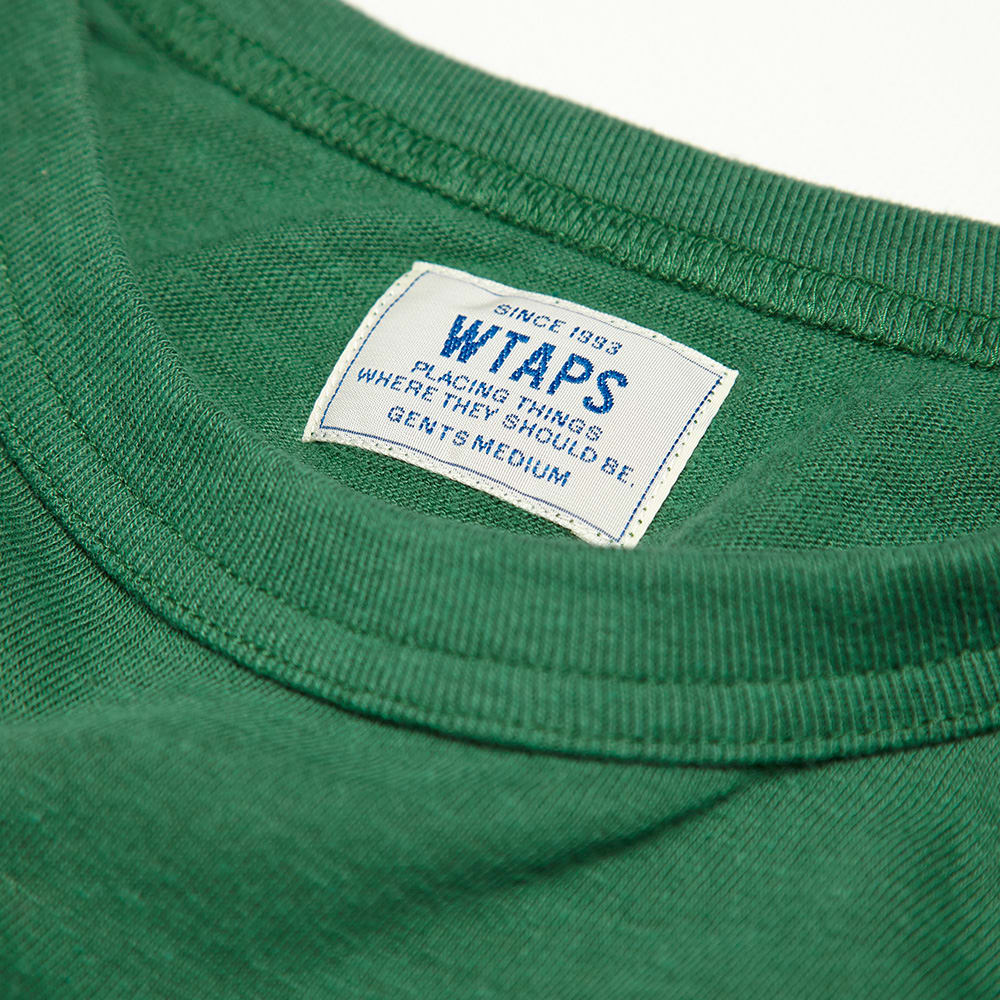 SINCE 1993
WTAPS
PLACING THINGS
WHERE THEY SHOULD BE.
GENTS MEDIUM